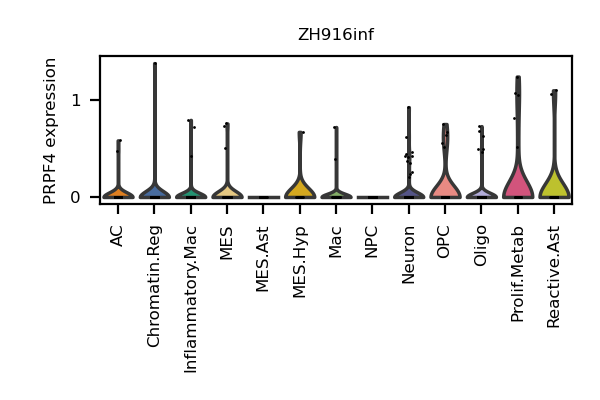 ZH916inf
PRPF4 expression
1
0
AC
Chromatin.Reg
Inflammatory.Mac
MES
MES.Ast
MES.Hyp
Mac
NPC
Neuron
OPC
Oligo
Prolif.Metab
Reactive.Ast